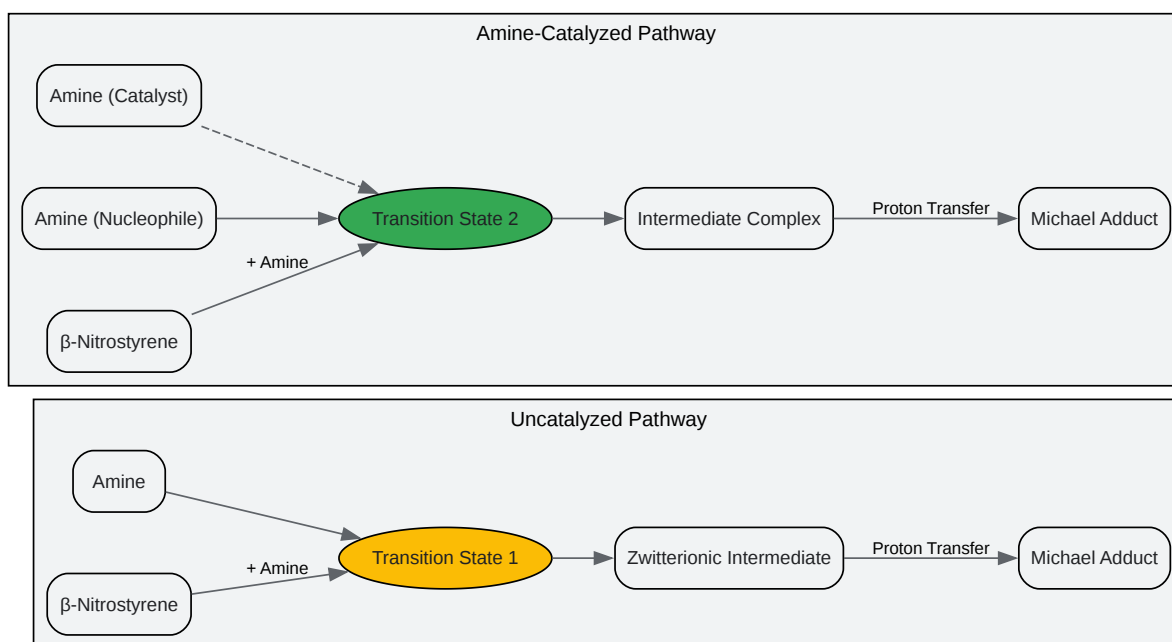 Amine-Catalyzed Pathway
Amine (Catalyst)
Amine (Nucleophile)
Transition State 2
Intermediate Complex
Proton Transfer
Michael Adduct
+ Amine
β-Nitrostyrene
Uncatalyzed Pathway
Amine
Transition State 1
Zwitterionic Intermediate
Proton Transfer
Michael Adduct
+ Amine
β-Nitrostyrene